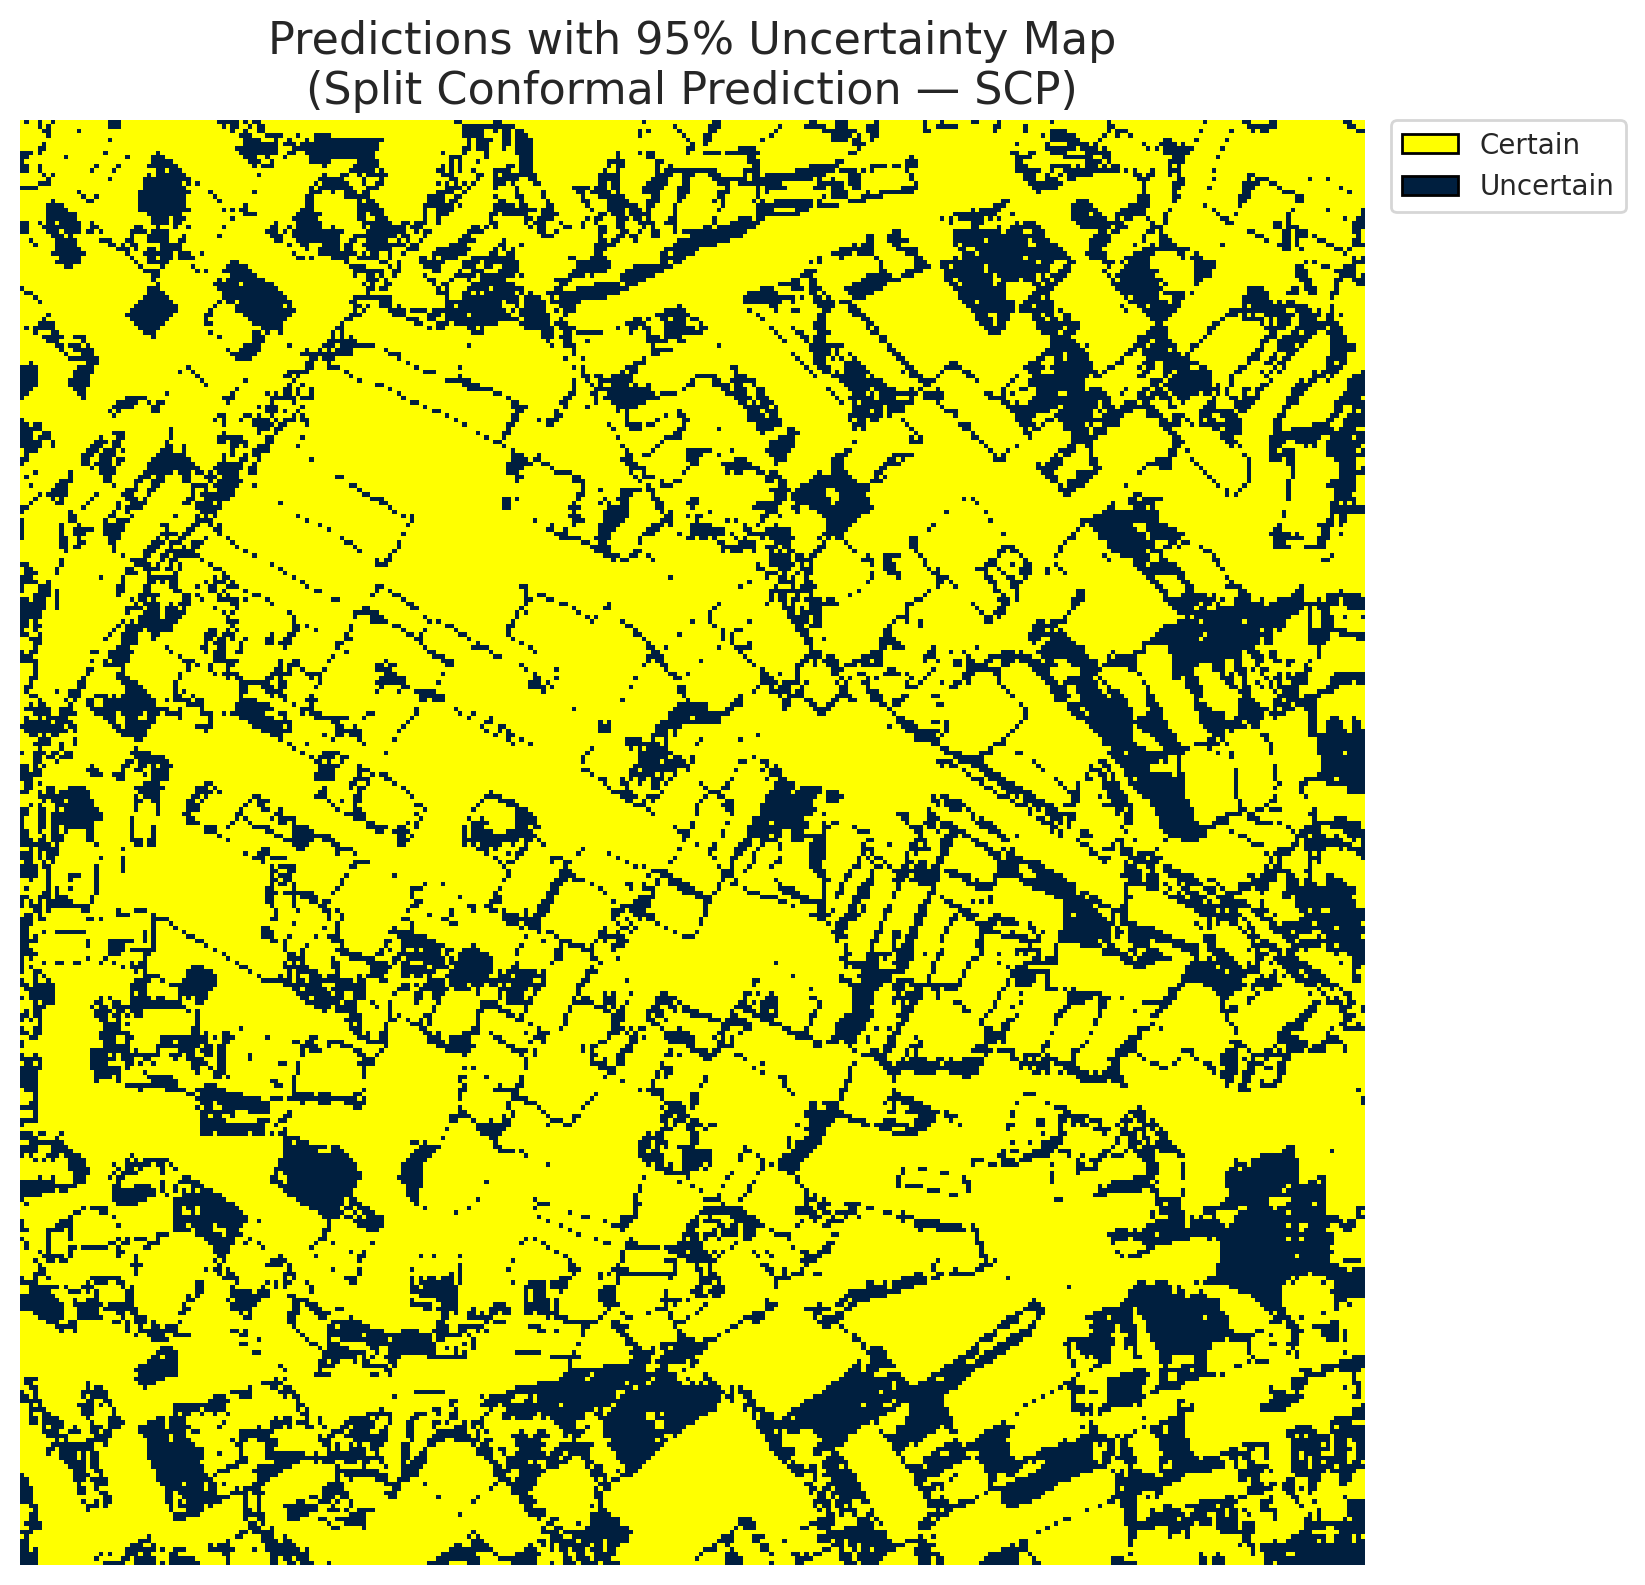 Predictions with 95% Uncertainty Map
(Split Conformal Prediction — SCP)
Certain
Uncertain